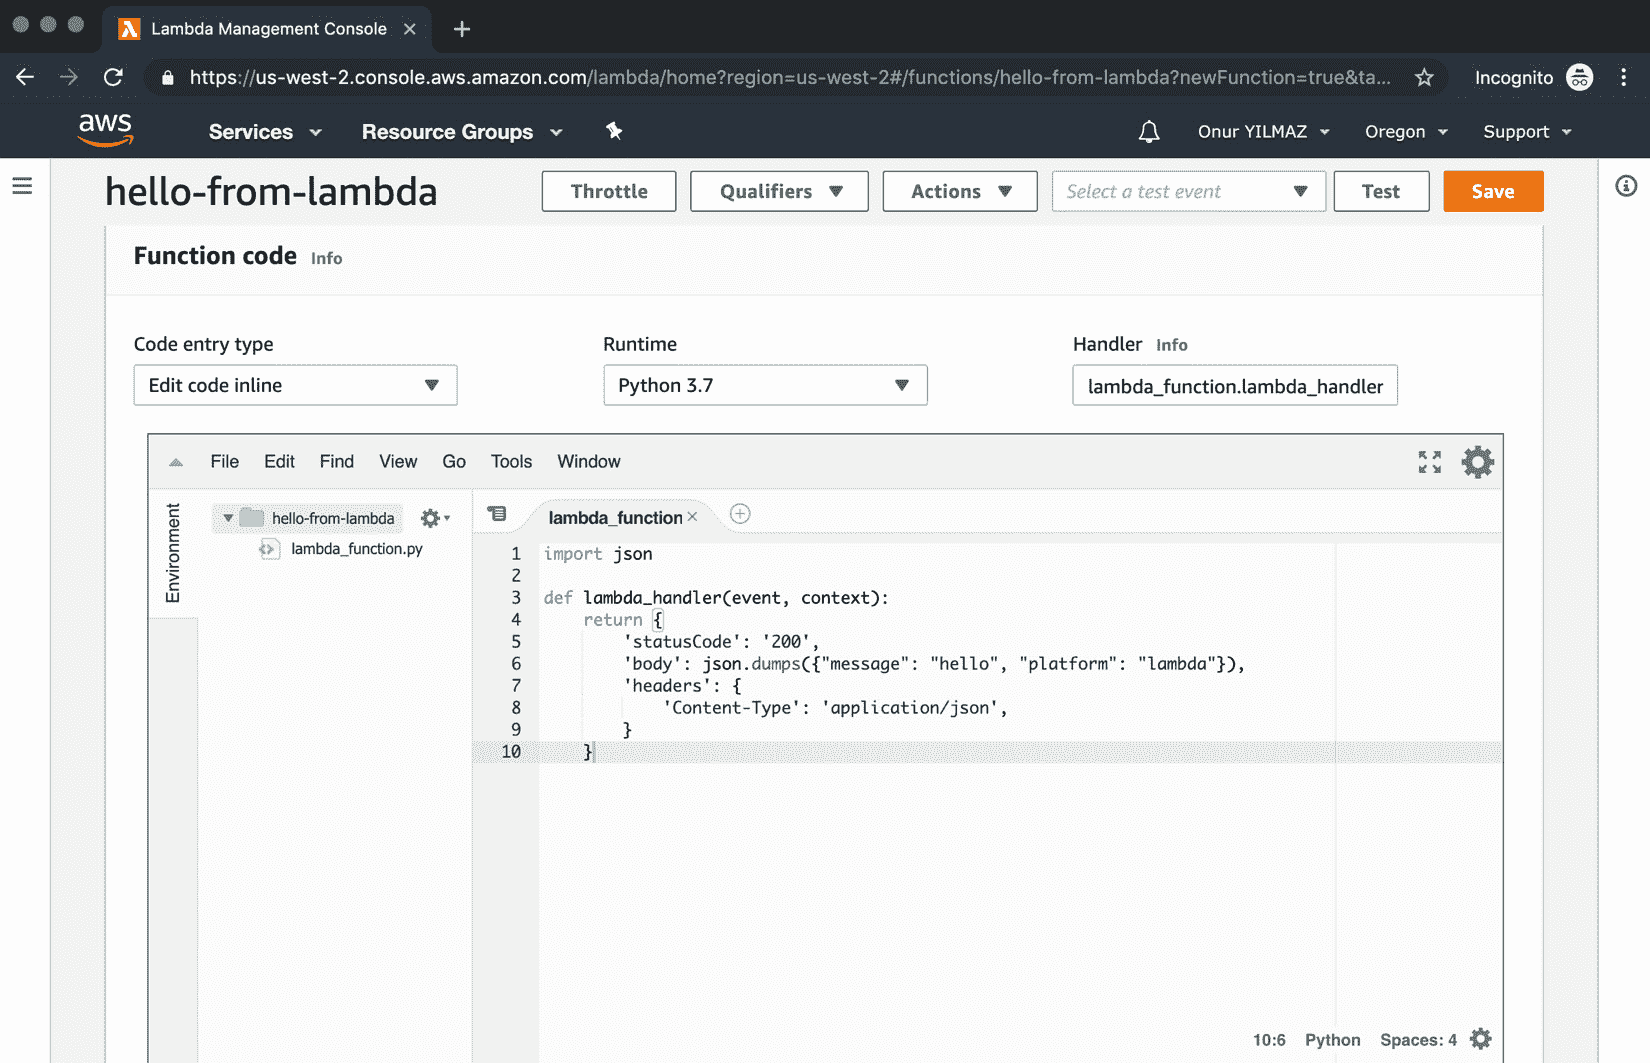 Lambda Management Console
https://us-west-2.console.aws.amazon.com/lambda/home?region=us-west-2#/functions/hello-from-lambda?newFunction=true&ta...
Incognito
aws
Services
Resource Groups
Onur YILMAZ
Oregon
Support
hello-from-lambda
Throttle
Qualifiers
Actions
Select a test event
Test
Save
Function code Info
Code entry type
Runtime
Handler Info
Edit code inline
Python 3.7
lambda_function.lambda_handler
File Edit Find View Go Tools Window
Environment
hello-from-lambda
lambda_function.py
lambda_function
1 import json
2
3 def lambda_handler(event, context):
4     return {
5         'statusCode': '200',
6         'body': json.dumps({"message": "hello", "platform": "lambda"}),
7         'headers': {
8             'Content-Type': 'application/json',
9         }
10     }
10:6 Python Spaces: 4